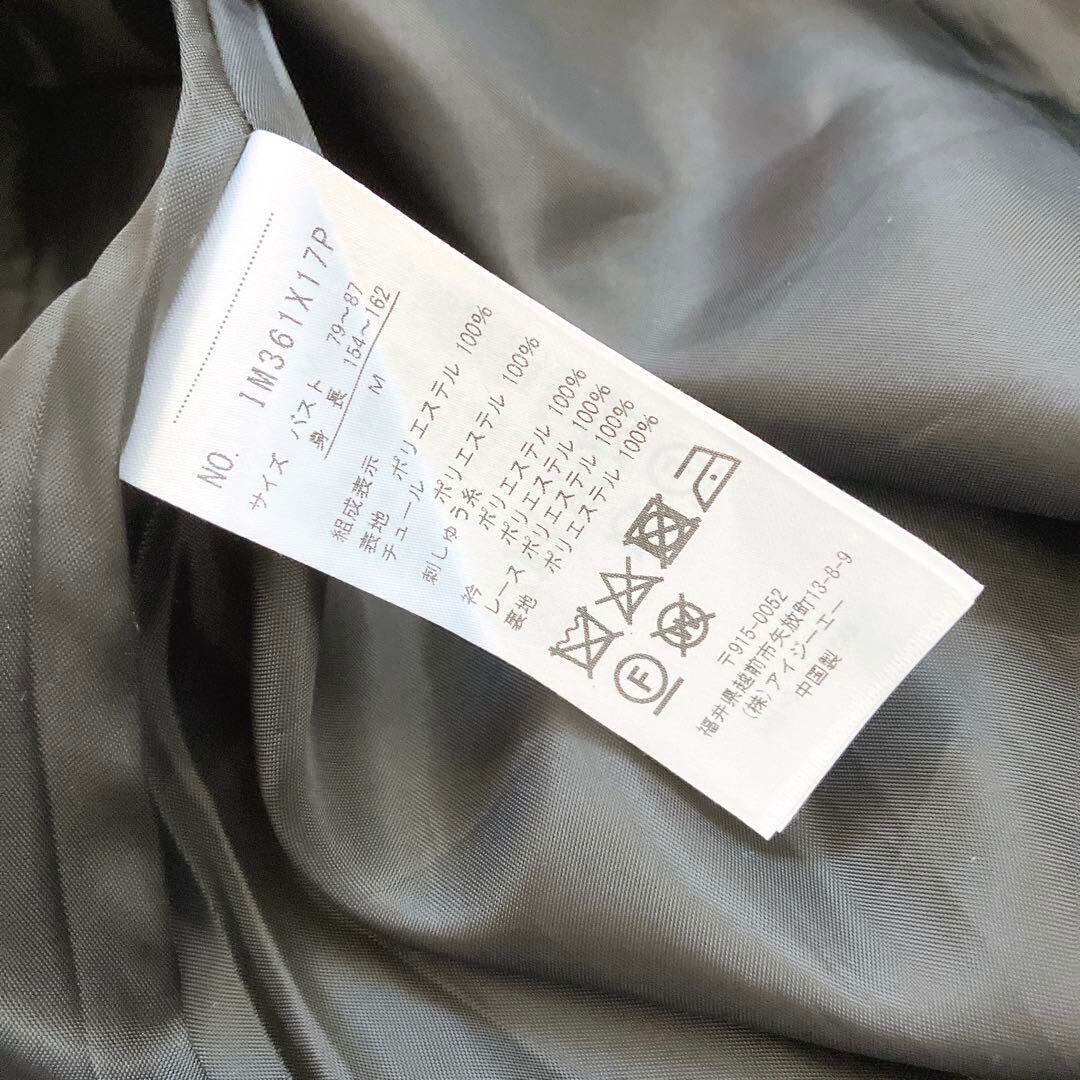 NO. IM361X17P
サイズ バスト 79~87
身長 154~162
M
組成表示
表地 ポリエステル 100%
チュール ポリエステル 100%
刺しゅう糸
ポリエステル 100%
衿 ポリエステル 100%
レース ポリエステル 100%
裏地 ポリエステル 100%
F
W
〒915-0052
福井県越前市矢放町13-8-9
(株)アイジーエー
中国製